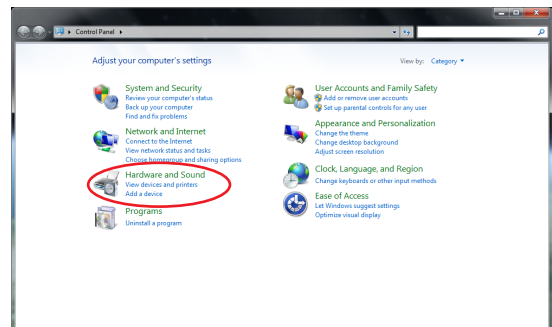 Control Panel
Adjust your computer's settings
View by: Category
System and Security
Review your computer's status
Back up your computer
Find and fix problems
Network and Internet
Connect to the Internet
View network status and tasks
Choose homegroup and sharing options
Hardware and Sound
View devices and printers
Add a device
Programs
Uninstall a program
User Accounts and Family Safety
Add or remove user accounts
Set up parental controls for any user
Appearance and Personalization
Change the theme
Change desktop background
Adjust screen resolution
Clock, Language, and Region
Change keyboards or other input methods
Ease of Access
Let Windows suggest settings
Optimize visual display